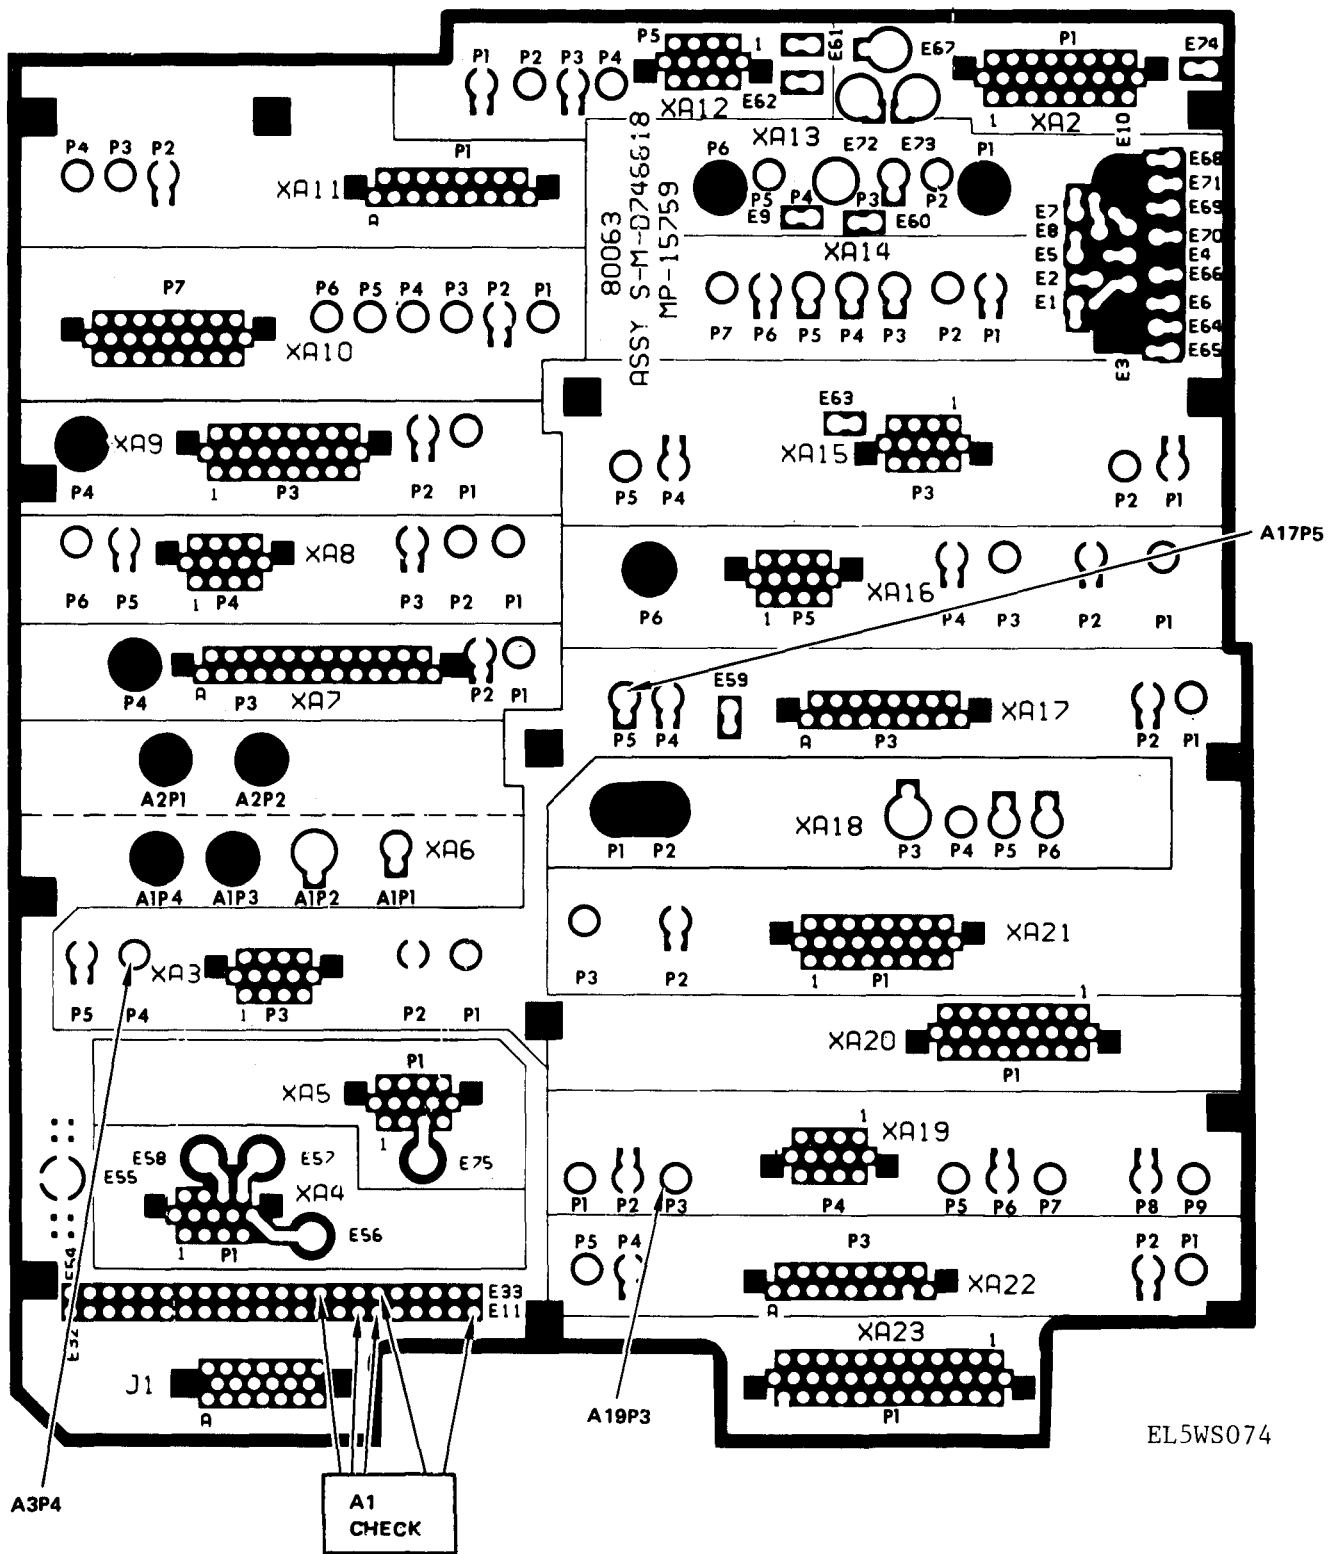 P1 P2 P3 P4
P5 1
E61
E67
P1
E74
E62
XA12
XA13
1 XA2
E10
P4 P3 P2
XA11
P1
A
P6
P5
E72 E73
P4
P3
P2
P1
E9
E60
XA14
80063
ASSY S-M-D748618
MP-15759
E7
E8
E5
E2
E1
E3
E68
E71
E69
E70
E4
E66
E6
E64
E65
P7
XA10
P6 P5 P4 P3 P2 P1
P7 P6 P5 P4 P3 P2 P1
XA9
P4
1 P3
P2 P1
E63
1
XA15
P5 P4
P3
P2 P1
A17P5
XA8
P6 P5
1 P4
P3 P2 P1
XA16
P6
1 P5
P4 P3
P2 P1
P4
A P3 XA7
P2 P1
E59
P5 P4
A P3
XA17
P2 P1
A2P1 A2P2
XA6
A1P4 A1P3 A1P2 A1P1
XA18
P1 P2
P3 P4 P5 P6
XA3
P5 P4
1 P3
P2 P1
XA21
P3 P2
1 P1
XA20
1
P1
XA5
P1
1
E75
E55
E58 E57
XA4
1 P1
E56
XA19
1
P1 P2 P3
P4
P5 P6 P7
P8 P9
P5 P4
P3
A
XA22
P2 P1
E54
E33
E11
E32
XA23
1
P1
J1
A
A19P3
A3P4
A1
CHECK
EL5WS074